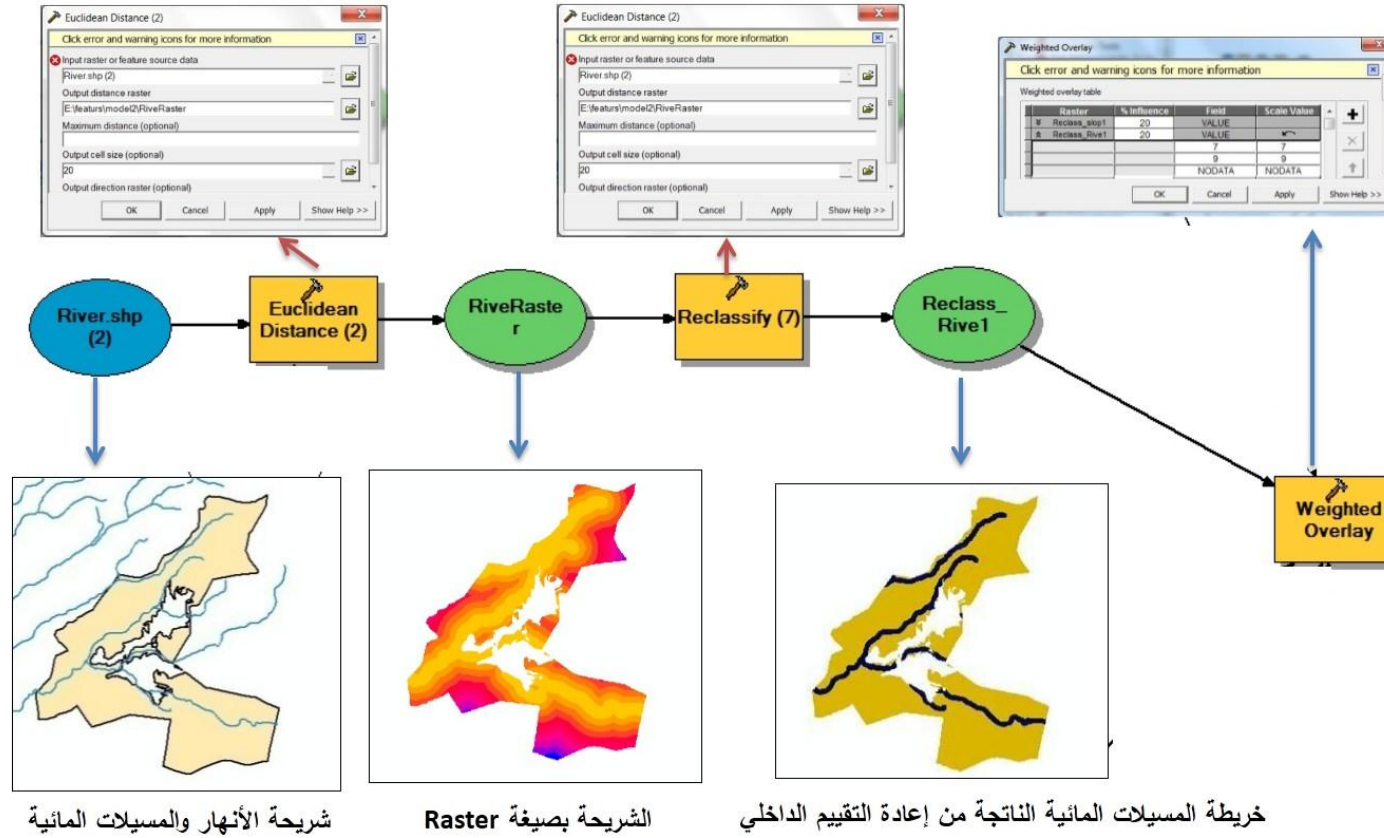 Euclidean Distance (2)
Click error and warning icons for more information
Input raster or feature source data
River.shp (2)
Output distance raster
E:\featurs\model2\RiveRaster
Maximum distance (optional)
Output cell size (optional)
20
Output direction raster (optional)
OK Cancel Apply Show Help >>
Euclidean Distance (2)
Click error and warning icons for more information
Input raster or feature source data
River.shp (2)
Output distance raster
E:\featurs\model2\RiveRaster
Maximum distance (optional)
Output cell size (optional)
20
Output direction raster (optional)
OK Cancel Apply Show Help >>
Weighted Overlay
Click error and warning icons for more information
Weighted overlay table
Raster % Influence Field Scale Value
Reclass_slop1 20 VALUE
Reclass_Rive1 20 VALUE
7 7
9 9
NODATA NODATA
OK Cancel Apply Show Help >>
River.shp
(2)
Euclidean
Distance (2)
RiveRaste
r
Reclassify (7)
Reclass_
Rive1
Weighted
Overlay
شريحة الأنهار والمسيلات المائية
الشريحة بصيغة Raster
خريطة المسيلات المائية الناتجة من إعادة التقييم الداخلي